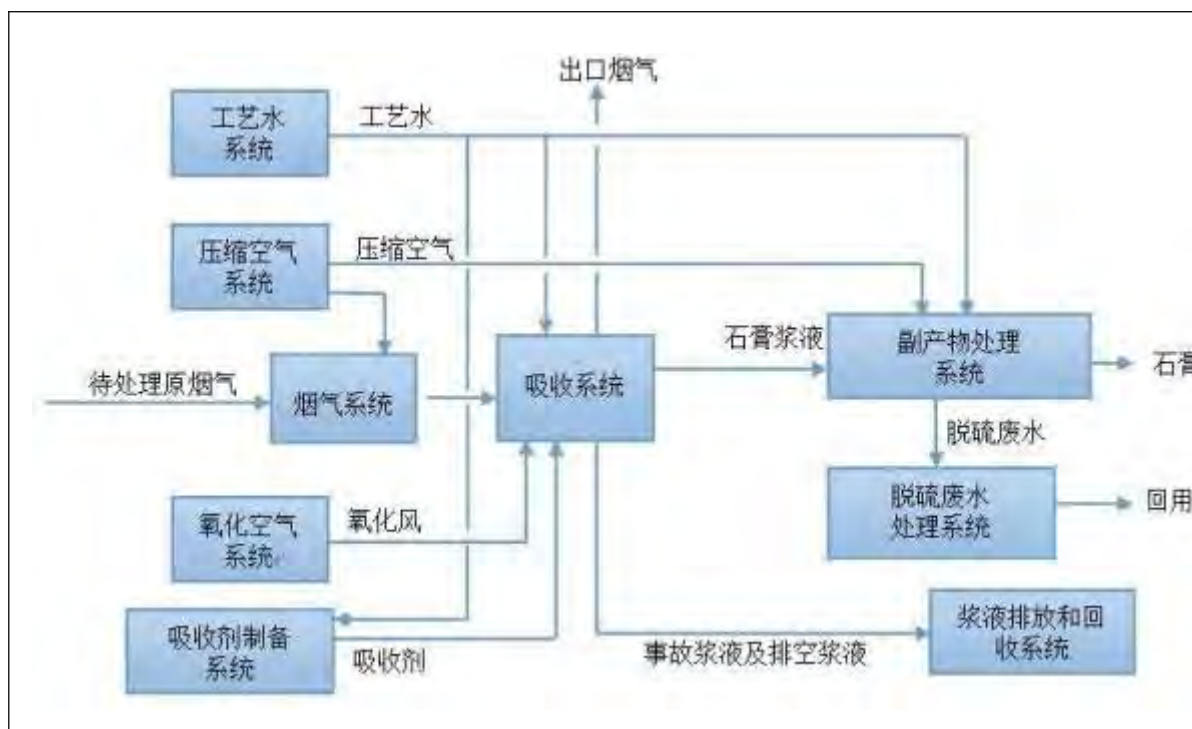 出口烟气
工艺水
系统
工艺水
压缩空气
系统
压缩空气
待处理原烟气
烟气系统
吸收系统
石膏浆液
副产物处理
系统
石膏
脱硫废水
脱硫废水
处理系统
回用
氧化空气
系统
氧化风
吸收剂制备
系统
吸收剂
事故浆液及排空浆液
浆液排放和回
收系统